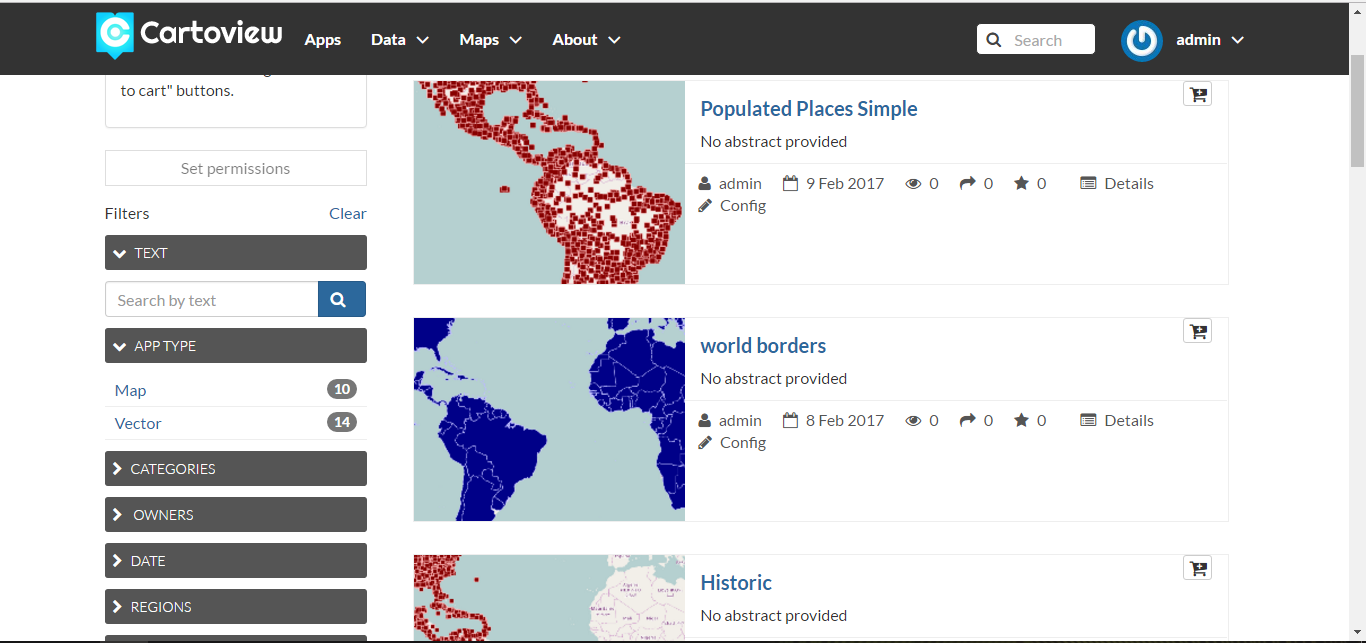 Cartoview
Apps
Data
Maps
About
Search
admin
to cart" buttons.
Set permissions
Filters
Clear
TEXT
Search by text
APP TYPE
Map
10
Vector
14
CATEGORIES
OWNERS
DATE
REGIONS
Populated Places Simple
No abstract provided
admin 9 Feb 2017 0 0 0 Details
Config
world borders
No abstract provided
admin 8 Feb 2017 0 0 0 Details
Config
Historic
No abstract provided